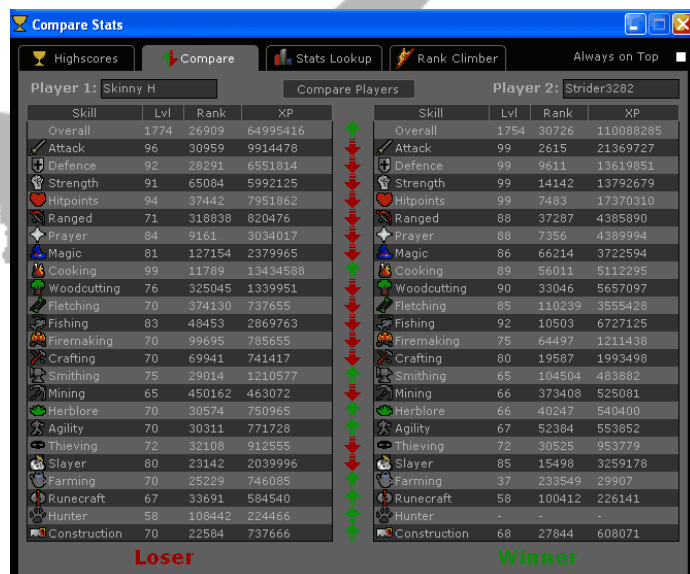 Compare Stats
Highscores Compare Stats Lookup Rank Climber Always on Top
Player 1: Skinny H Compare Players Player 2: Strider3282
Skill Lvl Rank XP Skill Lvl Rank XP
Overall 1774 26909 64995416 Overall 1754 30726 110088285
Attack 96 30959 9914478 Attack 99 2615 21369727
Defence 92 28291 6551814 Defence 99 9611 13619851
Strength 91 65084 5992125 Strength 99 14142 13792679
Hitpoints 94 37442 7951862 Hitpoints 99 7483 17370310
Ranged 71 318838 820476 Ranged 88 37287 4385890
Prayer 84 9161 3034017 Prayer 88 7356 4389994
Magic 81 127154 2379965 Magic 86 66214 3722594
Cooking 99 11789 13434588 Cooking 89 56011 5112295
Woodcutting 76 325045 1339951 Woodcutting 90 33046 5657097
Fletching 70 374130 737655 Fletching 85 110239 3555428
Fishing 83 48453 2869763 Fishing 92 10503 6727125
Firemaking 70 99695 785655 Firemaking 75 64497 1211438
Crafting 70 69941 741417 Crafting 80 19587 1993498
Smithing 75 29014 1210577 Smithing 65 104504 483882
Mining 65 450162 463072 Mining 66 373408 525081
Herblore 70 30574 750965 Herblore 66 40247 540400
Agility 70 30311 771728 Agility 67 52384 553852
Thieving 72 32108 912555 Thieving 72 30525 953779
Slayer 80 23142 2039996 Slayer 85 15498 3259178
Farming 70 25229 746085 Farming 37 233549 29907
Runecraft 67 33691 584540 Runecraft 58 100412 226141
Hunter 58 108442 224466 Hunter - - -
Construction 70 22584 737666 Construction 68 27844 608071
Loser Winner